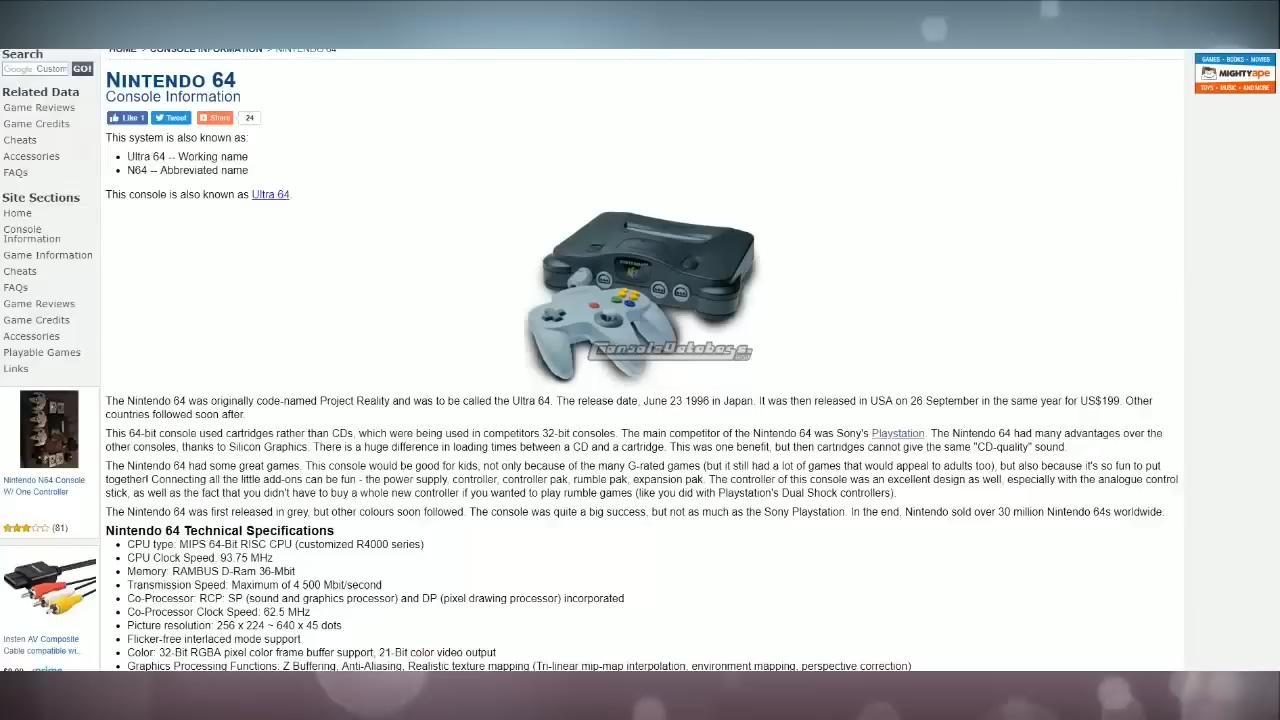 HOME > CONSOLE INFORMATION > NINTENDO 64
Search
Google Custom
GO!
Related Data
Game Reviews
Game Credits
Cheats
Accessories
FAQs
Site Sections
Home
Console
Information
Game Information
Cheats
FAQs
Game Reviews
Game Credits
Accessories
Playable Games
Links
Nintendo N64 Console
W/ One Controller
(81)
Insten AV Composite
Cable compatible wi...
NINTENDO 64
Console Information
Like 1
Tweet
Share
24
This system is also known as:
Ultra 64 -- Working name
N64 -- Abbreviated name
This console is also known as Ultra 64
ConsoleDatabase
The Nintendo 64 was originally code-named Project Reality and was to be called the Ultra 64. The release date, June 23 1996 in Japan. It was then released in USA on 26 September in the same year for US$199. Other
countries followed soon after.
This 64-bit console used cartridges rather than CDs, which were being used in competitors 32-bit consoles. The main competitor of the Nintendo 64 was Sony's Playstation. The Nintendo 64 had many advantages over the
other consoles, thanks to Silicon Graphics. There is a huge difference in loading times between a CD and a cartridge. This was one benefit, but then cartridges cannot give the same "CD-quality" sound.
The Nintendo 64 had some great games. This console would be good for kids, not only because of the many G-rated games (but it still had a lot of games that would appeal to adults too), but also because it's so fun to put
together! Connecting all the little add-ons can be fun - the power supply, controller, controller pak, rumble pak, expansion pak. The controller of this console was an excellent design as well, especially with the analogue control
stick, as well as the fact that you didn't have to buy a whole new controller if you wanted to play rumble games (like you did with Playstation's Dual Shock controllers).
The Nintendo 64 was first released in grey, but other colours soon followed. The console was quite a big success, but not as much as the Sony Playstation. In the end, Nintendo sold over 30 million Nintendo 64s worldwide.
Nintendo 64 Technical Specifications
CPU type: MIPS 64-Bit RISC CPU (customized R4000 series)
CPU Clock Speed: 93.75 MHz
Memory: RAMBUS D-Ram 36-Mbit
Transmission Speed: Maximum of 4,500 Mbit/second
Co-Processor: RCP: SP (sound and graphics processor) and DP (pixel drawing processor) incorporated
Co-Processor Clock Speed: 62.5 MHz
Picture resolution: 256 x 224 ~ 640 x 45 dots
Flicker-free interlaced mode support
Color: 32-Bit RGBA pixel color frame buffer support, 21-Bit color video output
Graphics Processing Functions: Z Buffering, Anti-Aliasing, Realistic texture mapping (Tri-linear mip-map interpolation, environment mapping, perspective correction)
GAMES - BOOKS - MOVIES
MIGHTYAPE
TOYS - MUSIC - AND MORE